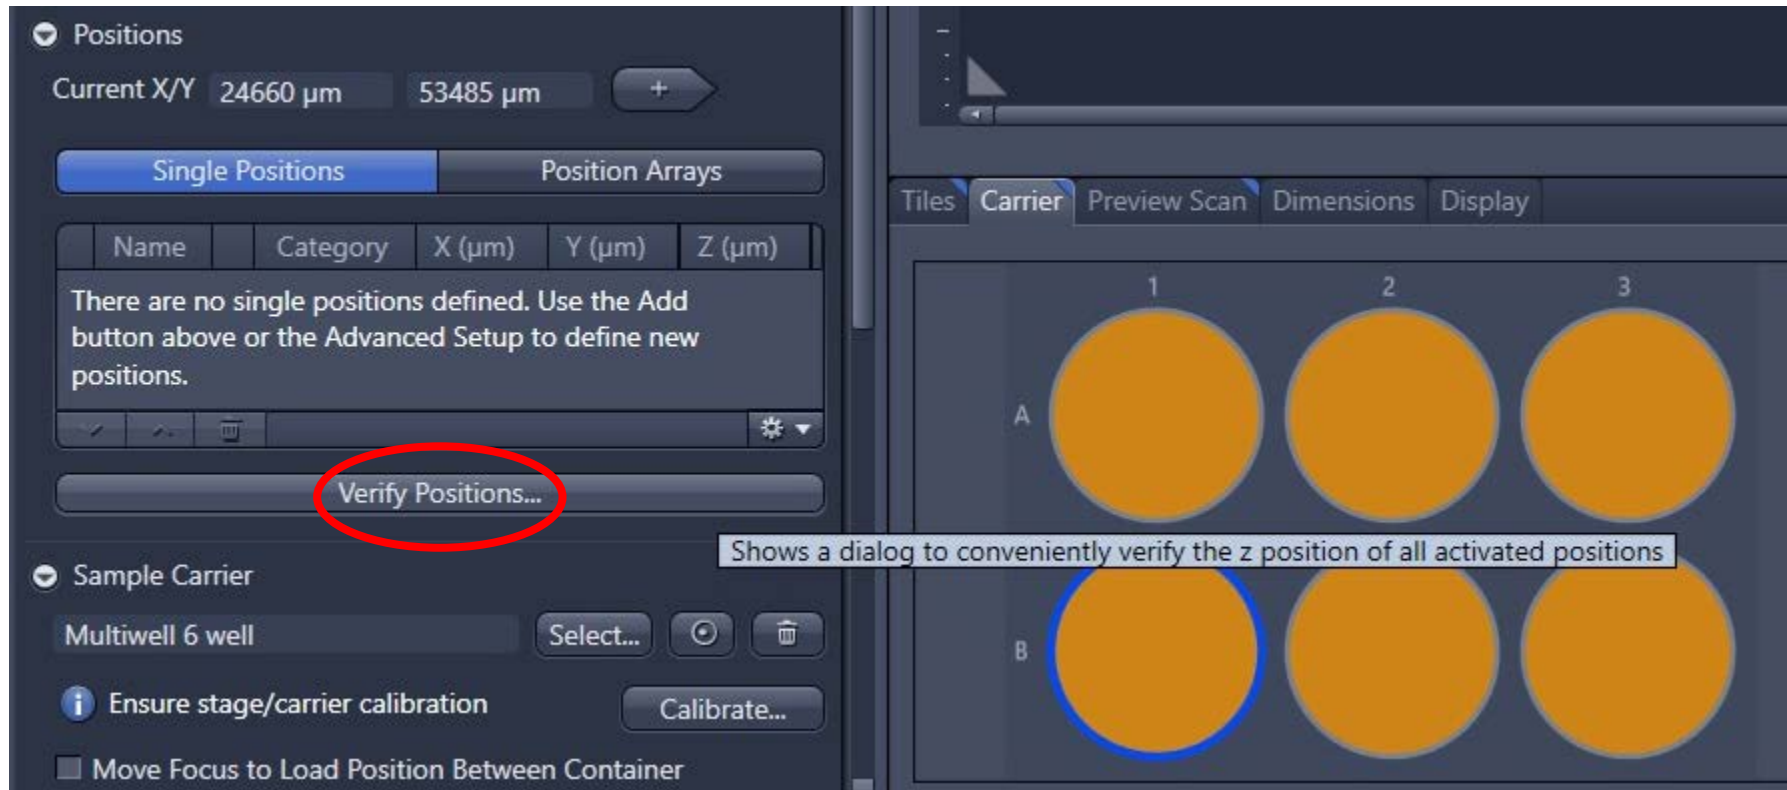 Positions
Current X/Y 24660 µm 53485 µm +
Single Positions Position Arrays
Name Category X (µm) Y (µm) Z (µm)
There are no single positions defined. Use the Add
button above or the Advanced Setup to define new
positions.
Verify Positions...
Sample Carrier
Multiwell 6 well Select...
i Ensure stage/carrier calibration Calibrate...
Move Focus to Load Position Between Container
Tiles Carrier Preview Scan Dimensions Display
1 2 3
A
Shows a dialog to conveniently verify the z position of all activated positions
B